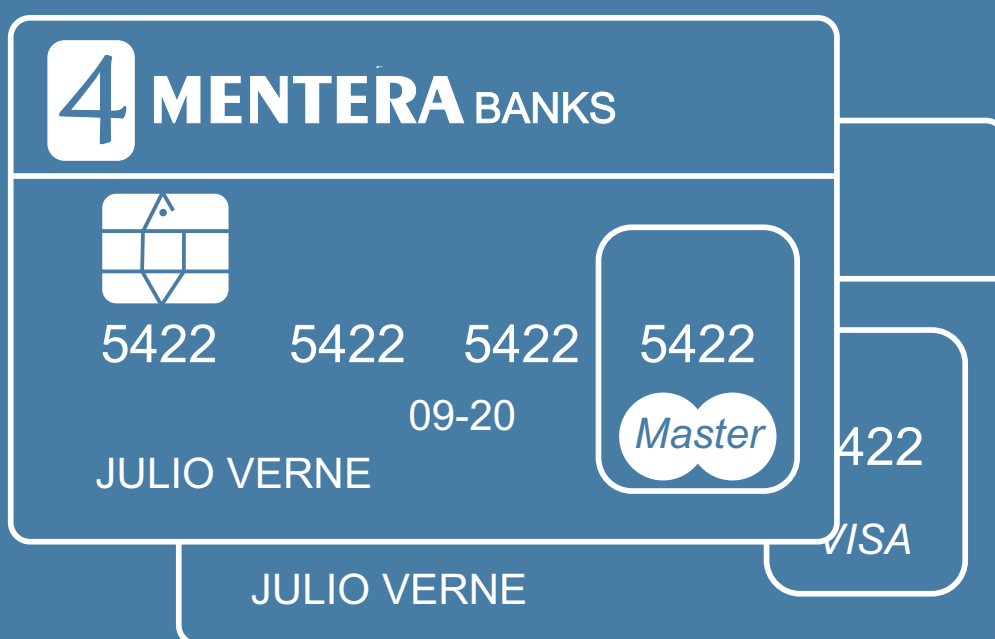 4 MENTERA BANKS
5422 5422 5422 5422
09-20
Master
JULIO VERNE
422
VISA
JULIO VERNE